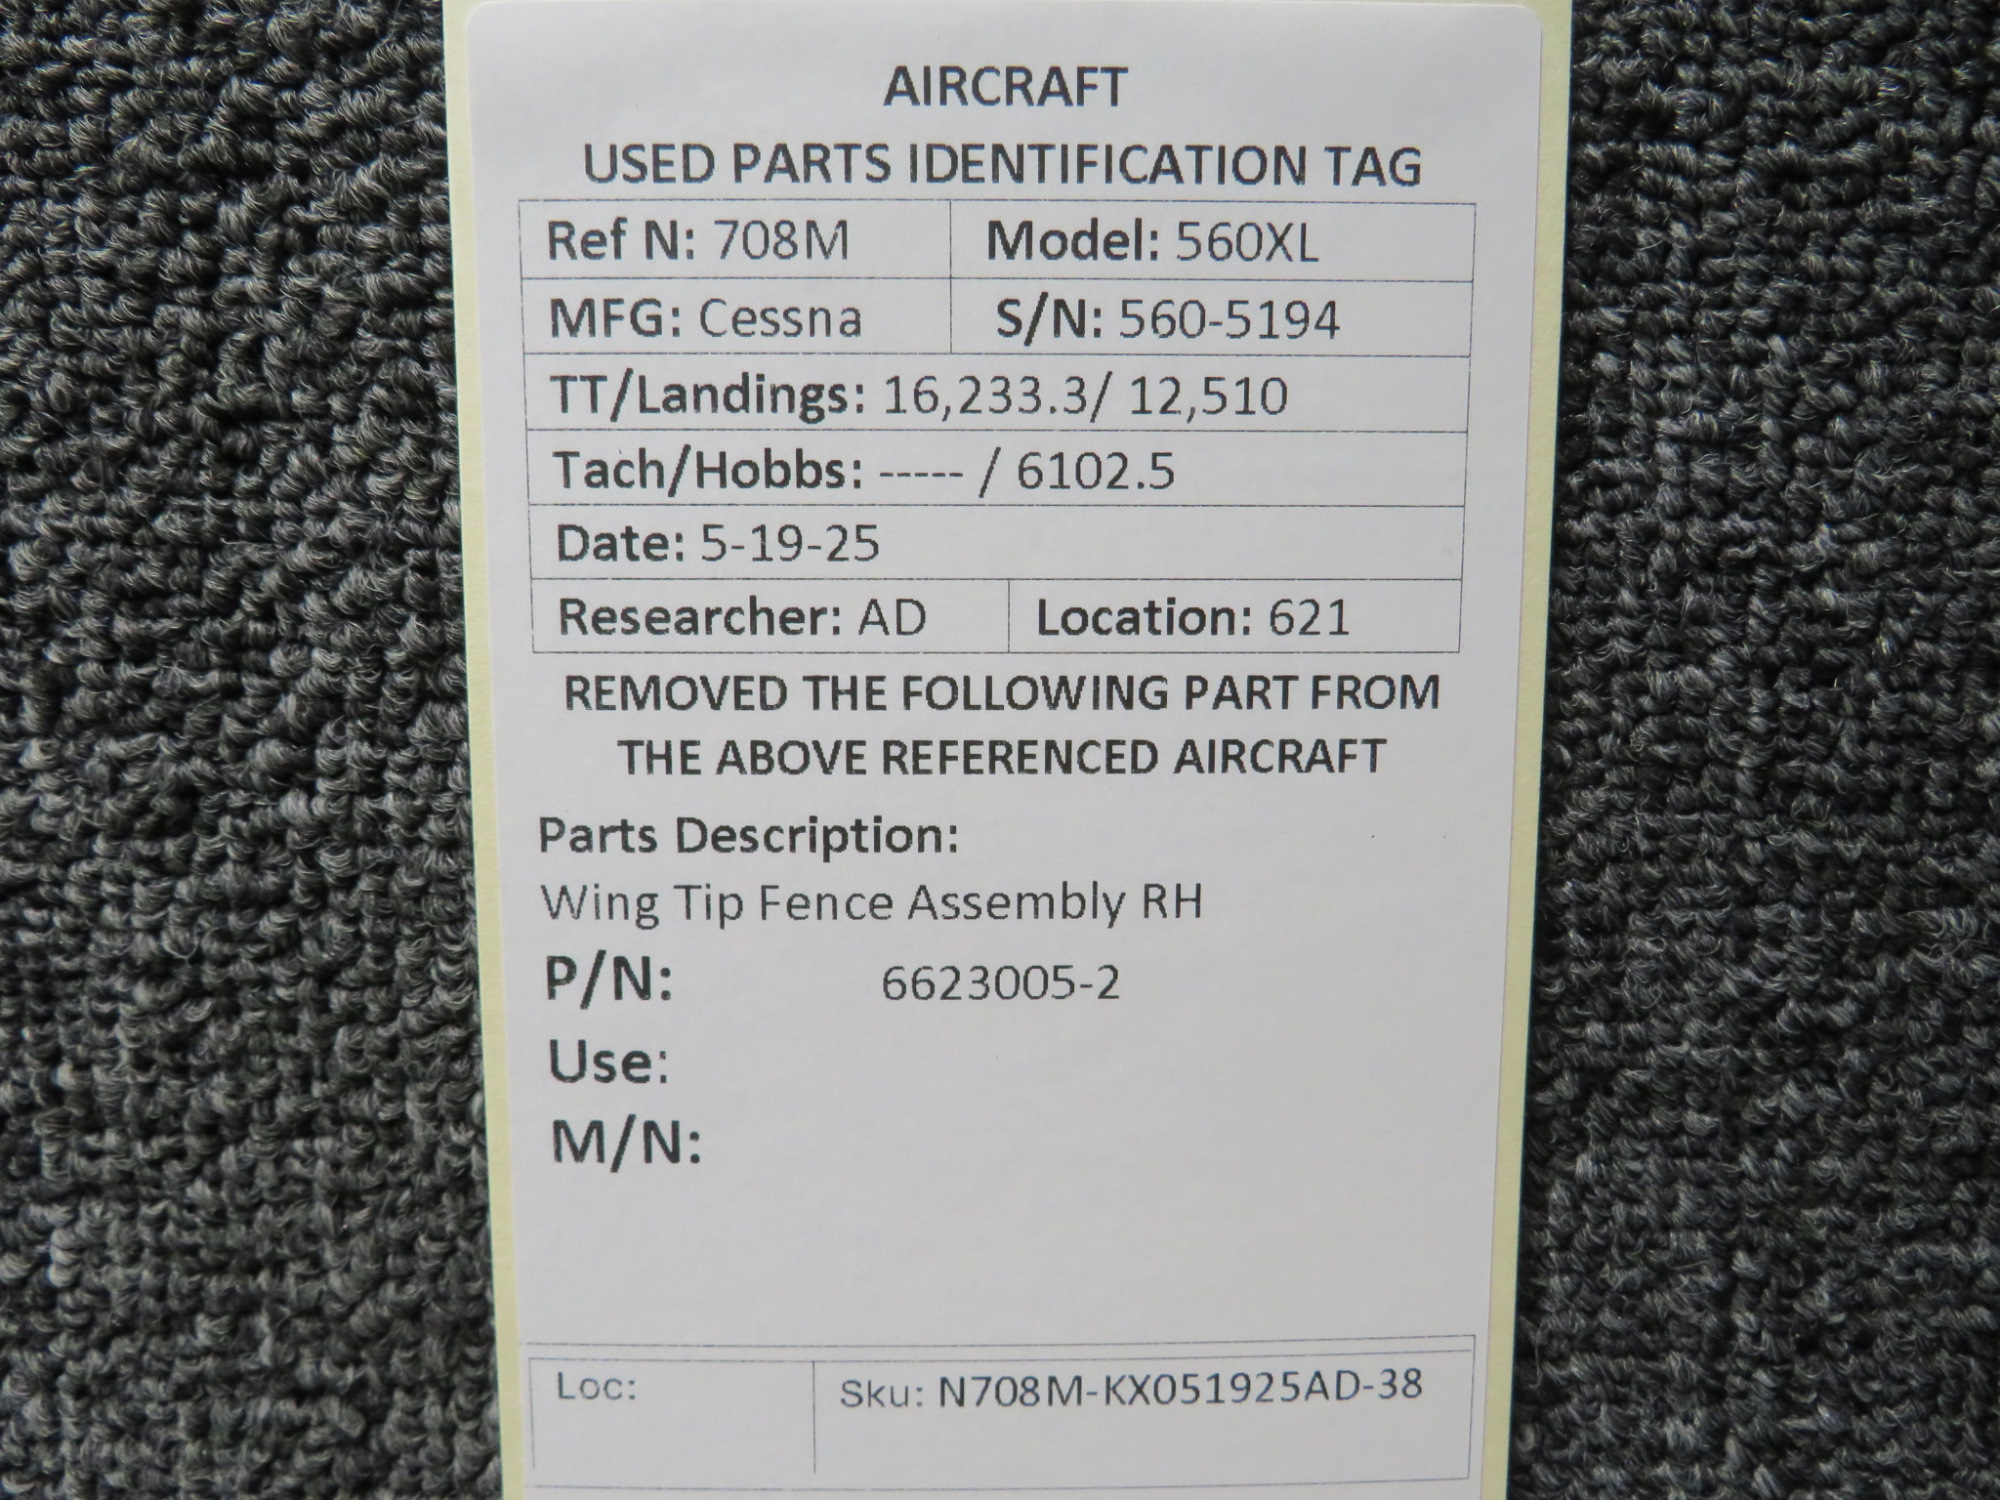 AIRCRAFT
USED PARTS IDENTIFICATION TAG
Ref N: 708M Model: 560XL
MFG: Cessna S/N: 560-5194
TT/Landings: 16,233.3/ 12,510
Tach/Hobbs: ----- / 6102.5
Date: 5-19-25
Researcher: AD Location: 621
REMOVED THE FOLLOWING PART FROM
THE ABOVE REFERENCED AIRCRAFT
Parts Description:
Wing Tip Fence Assembly RH
P/N: 6623005-2
Use:
M/N:
Loc: Sku: N708M-KX051925AD-38